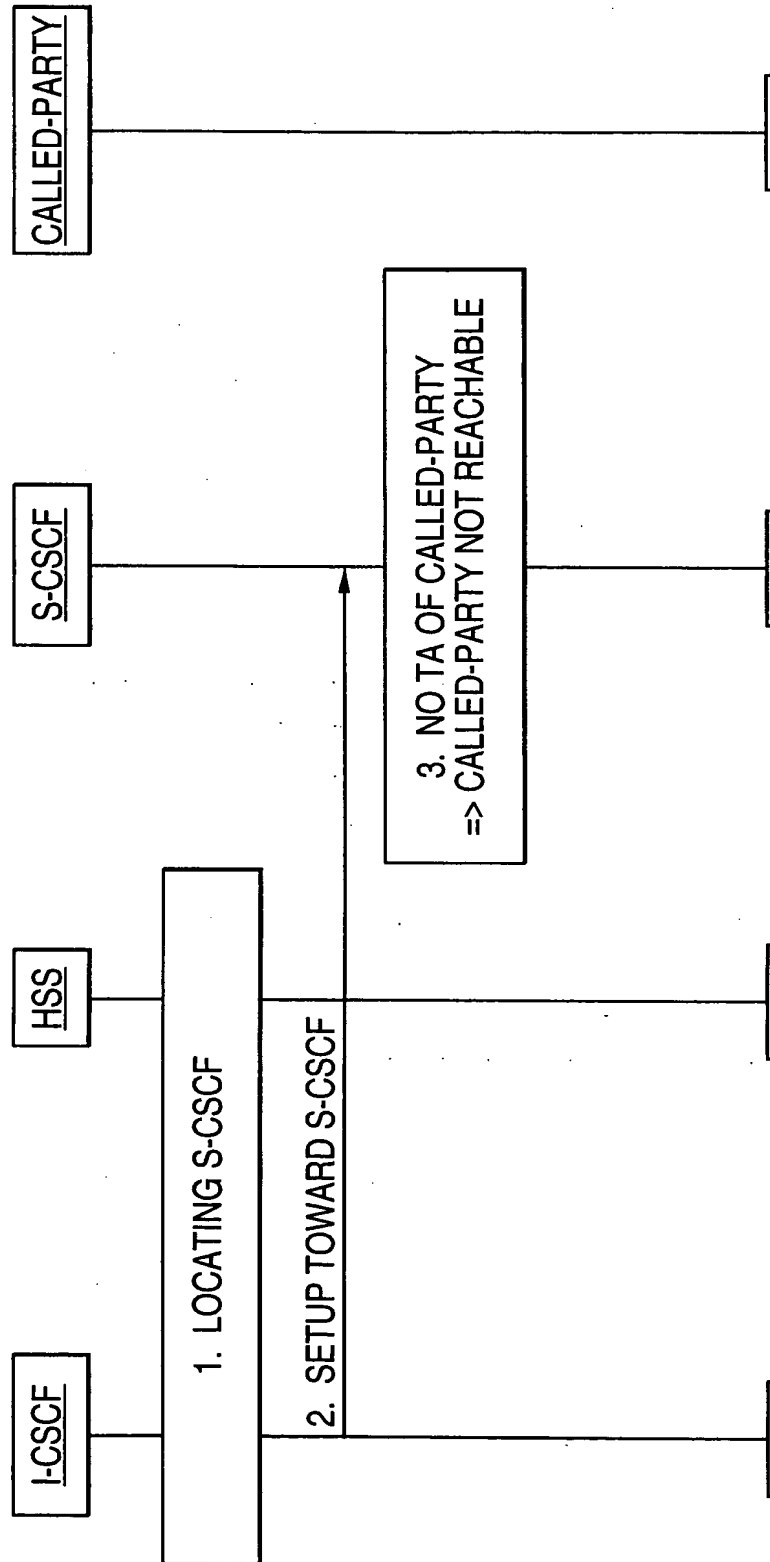 I-CSCF
HSS
S-CSCF
CALLED-PARTY
1. LOCATING S-CSCF
2. SETUP TOWARD S-CSCF
3. NO TA OF CALLED-PARTY
=> CALLED-PARTY NOT REACHABLE